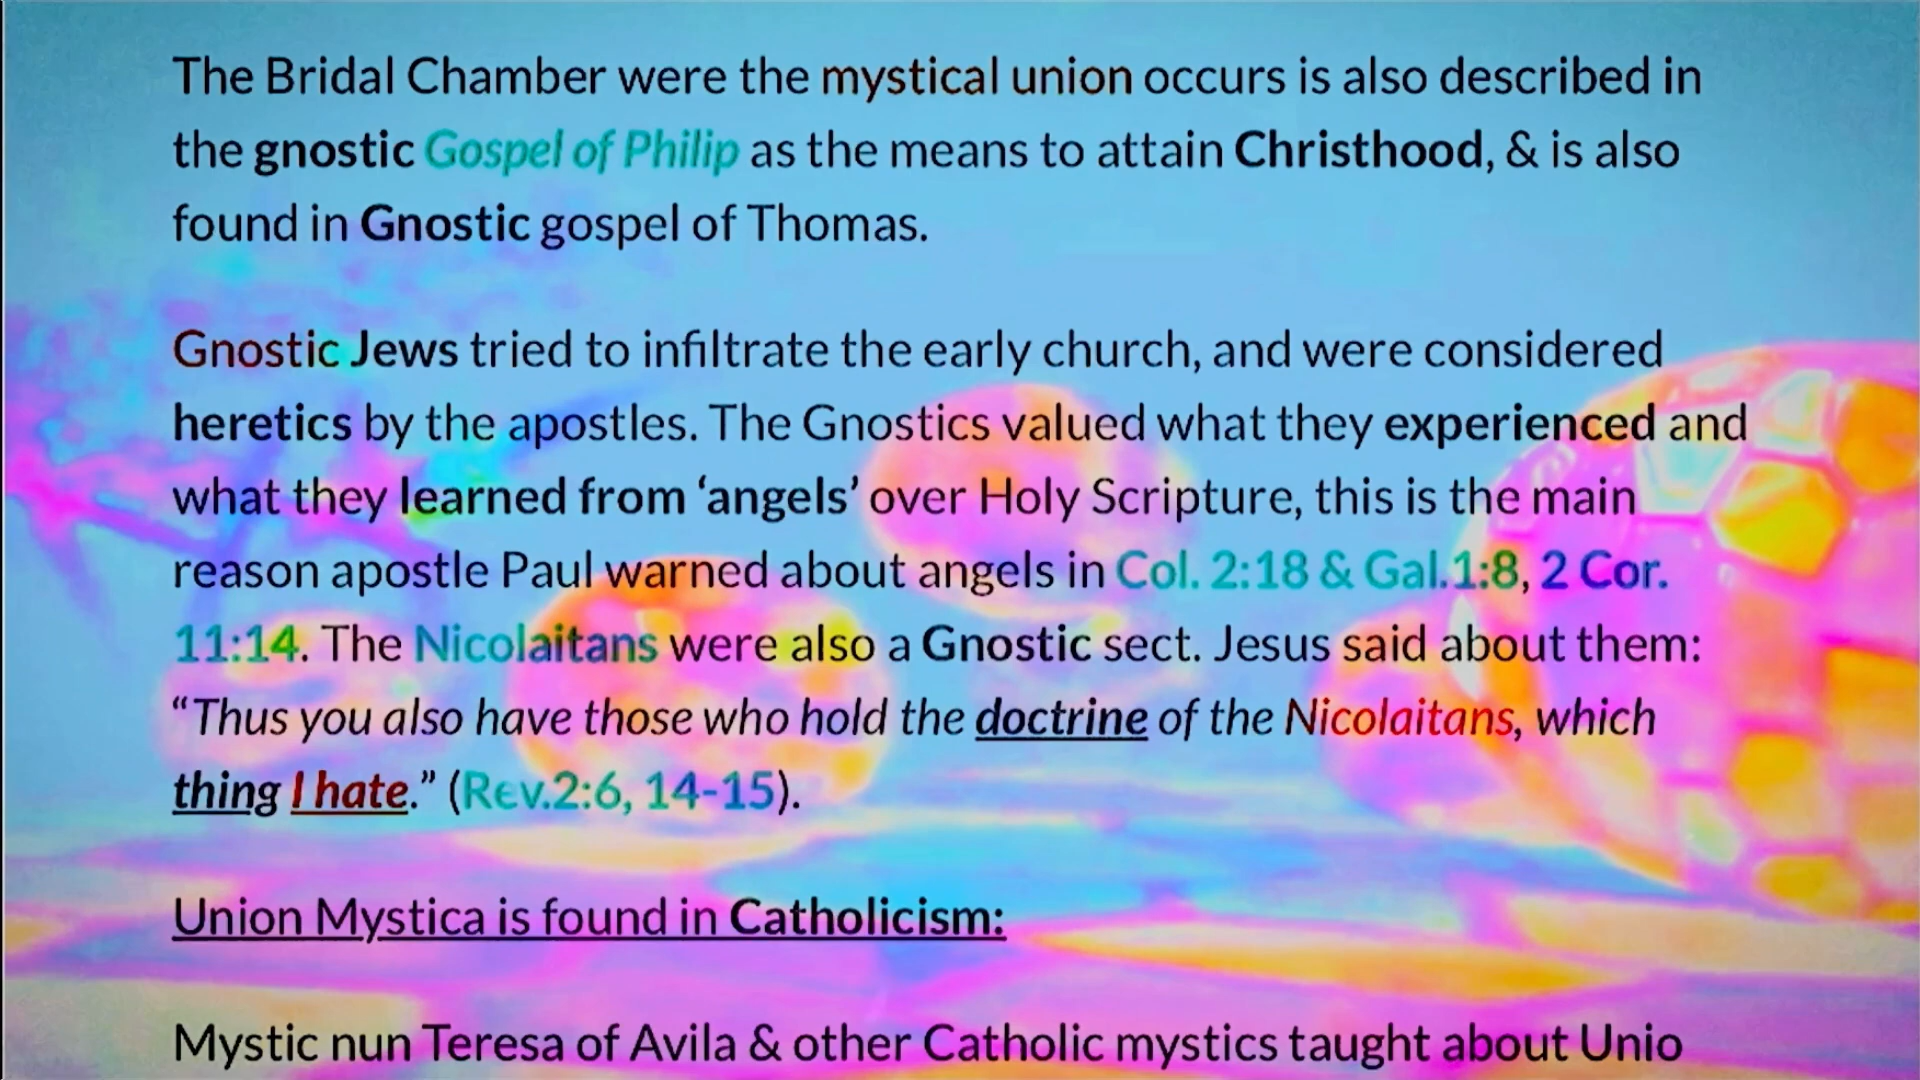 The Bridal Chamber were the mystical union occurs is also described in
the gnostic Gospel of Philip as the means to attain Christhood, & is also
found in Gnostic gospel of Thomas.
Gnostic Jews tried to infiltrate the early church, and were considered
heretics by the apostles. The Gnostics valued what they experienced and
what they learned from ‘angels’ over Holy Scripture, this is the main
reason apostle Paul warned about angels in Col. 2:18 & Gal.1:8, 2 Cor.
11:14. The Nicolaitans were also a Gnostic sect. Jesus said about them:
“Thus you also have those who hold the doctrine of the Nicolaitans, which
thing I hate.” (Rev.2:6, 14-15).
Union Mystica is found in Catholicism:
Mystic nun Teresa of Avila & other Catholic mystics taught about Unio